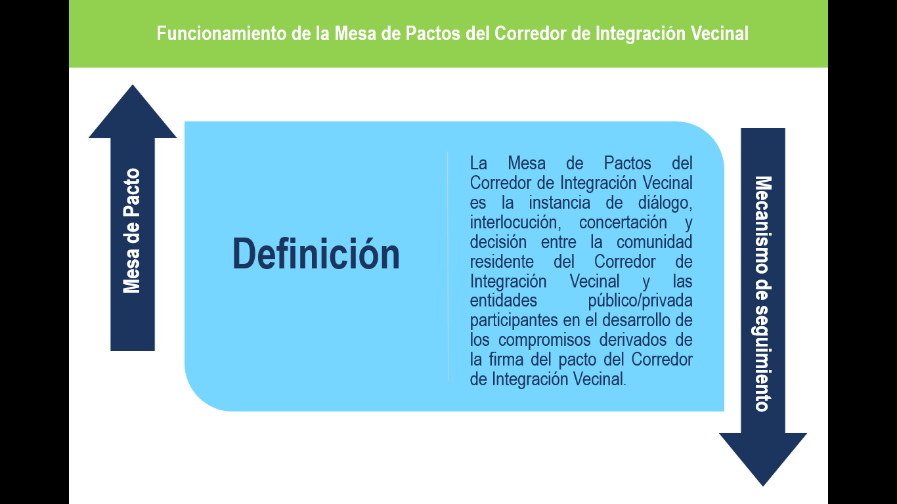 Funcionamiento de la Mesa de Pactos del Corredor de Integración Vecinal
Mesa de Pacto
Definición
La Mesa de Pactos del
Corredor de Integración Vecinal
es la instancia de diálogo,
interlocución, concertación y
decisión entre la comunidad
residente del Corredor de
Integración Vecinal y las
entidades público/privada
participantes en el desarrollo de
los compromisos derivados de
la firma del pacto del Corredor
de Integración Vecinal.
Mecanismo de seguimiento